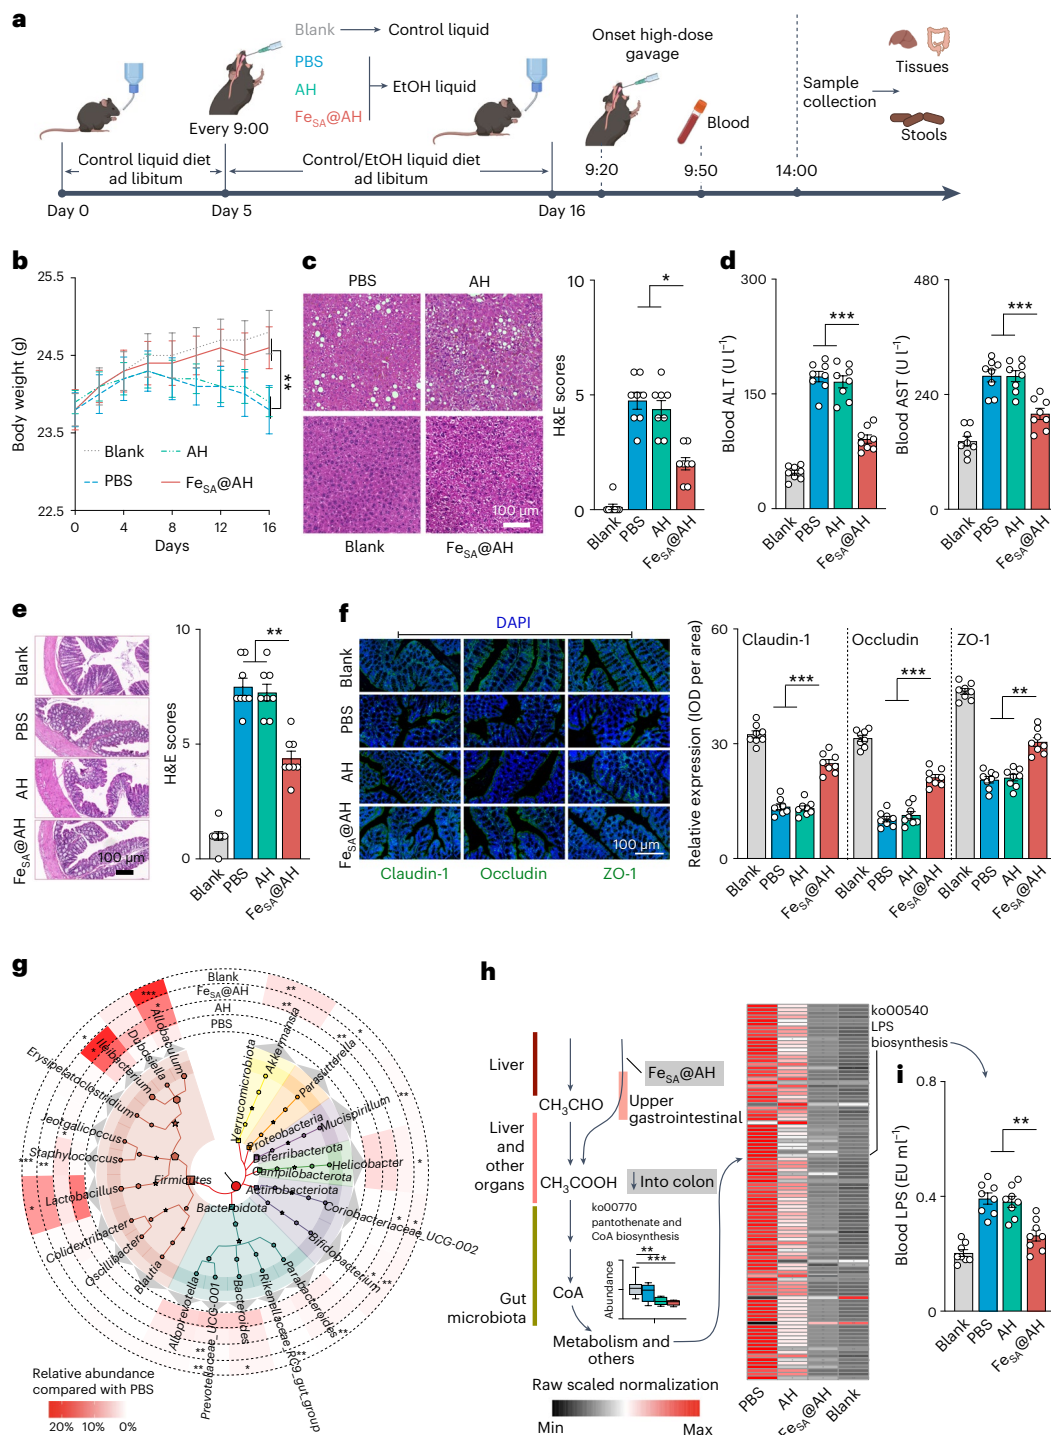 a
Blank
Control liquid
PBS
AH
FeSA@AH
EtOH liquid
Every 9:00
Onset high-dose
gavage
Blood
Sample
collection
Tissues
Stools
Control liquid diet
ad libitum
Control/EtOH liquid diet
ad libitum
9:20
9:50
14:00
Day 0
Day 5
Day 16
b
Body weight (g)
25.5
24.5
23.5
22.5
Blank
AH
PBS
FeSA@AH
**
0
4
8
12
16
Days
c
PBS
AH
Blank
FeSA@AH
100 µm
H&E scores
10
5
0
*
Blank
PBS
AH
FeSA@AH
d
Blood ALT (U l⁻¹)
300
150
0
***
Blank
PBS
AH
FeSA@AH
Blood AST (U l⁻¹)
480
240
0
***
Blank
PBS
AH
FeSA@AH
e
Blank
PBS
AH
FeSA@AH
100 µm
H&E scores
10
5
0
**
Blank
PBS
AH
FeSA@AH
f
DAPI
Blank
PBS
AH
FeSA@AH
100 µm
Claudin-1
Occludin
ZO-1
Relative expression (IOD per area)
60
30
0
Claudin-1
Occludin
ZO-1
***
***
**
Blank
PBS
AH
FeSA@AH
Blank
PBS
AH
FeSA@AH
Blank
PBS
AH
FeSA@AH
g
Blank
FeSA@AH
AH
PBS
Allobaculum
Dubosiella
Ileibacterium
Erysipelatoclostridium
Jeotgalicoccus
Staphylococcus
Lactobacillus
Colidextribacter
Oscillibacter
Blautia
Firmicutes
Verrucomicrobiota
Akkermansia
Parasutterella
Proteobacteria
Mucispirillum
Deferribacterota
Helicobacter
Campilobacterota
Actinobacteriota
Coriobacteriaceae_UCG-002
Bifidobacterium
Bacteroidota
Parabacteroides
Rikenellaceae_RC9_gut_group
Bacteroides
Prevotellaceae_UCG-001
Alloprevotella
Relative abundance
compared with PBS
20%
10%
0%
h
Liver
FeSA@AH
CH3CHO
Upper
gastrointestinal
Liver
and
other
organs
CH3COOH
Into colon
ko00770
pantothenate and
CoA biosynthesis
Abundance
**
***
Gut
microbiota
CoA
Metabolism and
others
Raw scaled normalization
Min
Max
PBS
AH
FeSA@AH
Blank
ko00540
LPS
biosynthesis
i
Blood LPS (EU ml⁻¹)
0.8
0.4
0
**
Blank
PBS
AH
FeSA@AH